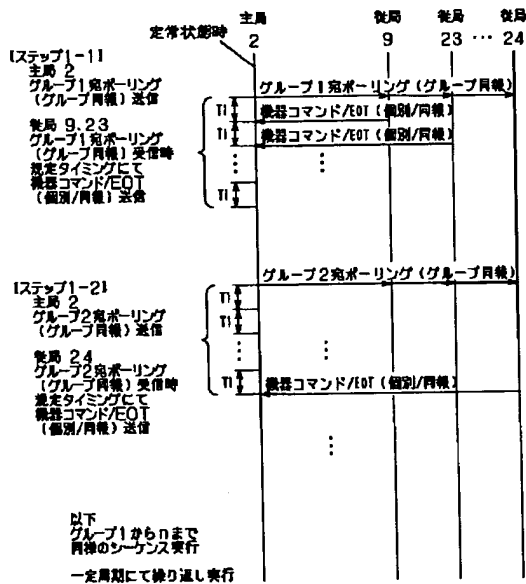 定常状態時
主局 従局 従局 従局
2 9 23 … 24
[ステップ1-1]
主局 2
グループ1宛ポーリング
(グループ同報) 送信
従局 9.23
グループ1宛ポーリング
(グループ同報) 受信時
規定タイミングにて
機器コマンド/EOT
(個別/同報) 送信
グループ1宛ポーリング (グループ同報)
T1
機器コマンド/EOT (個別/同報)
T1
機器コマンド/EOT (個別/同報)
T1
[ステップ1-2]
主局 2
グループ2宛ポーリング
(グループ同報) 送信
従局 24
グループ2宛ポーリング
(グループ同報) 受信時
規定タイミングにて
機器コマンド/EOT
(個別/同報) 送信
グループ2宛ポーリング (グループ同報)
T1
T1
T1
機器コマンド/EOT (個別/同報)
以下
グループ1からnまで
同様のシーケンス実行
一定周期にて繰り返し実行